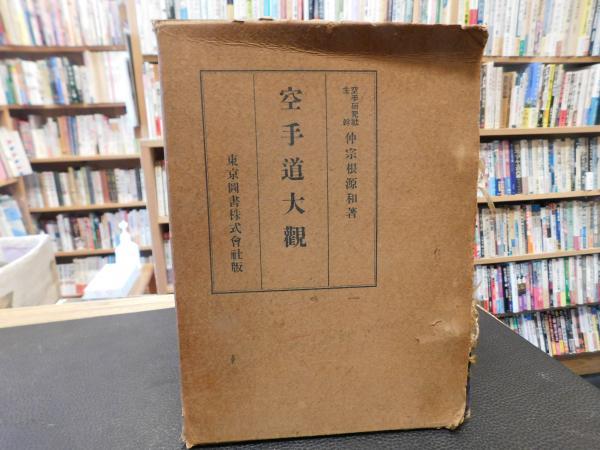 空手研究社
主幹
仲宗根源和著
空手道大觀
東京圖書株式會社版